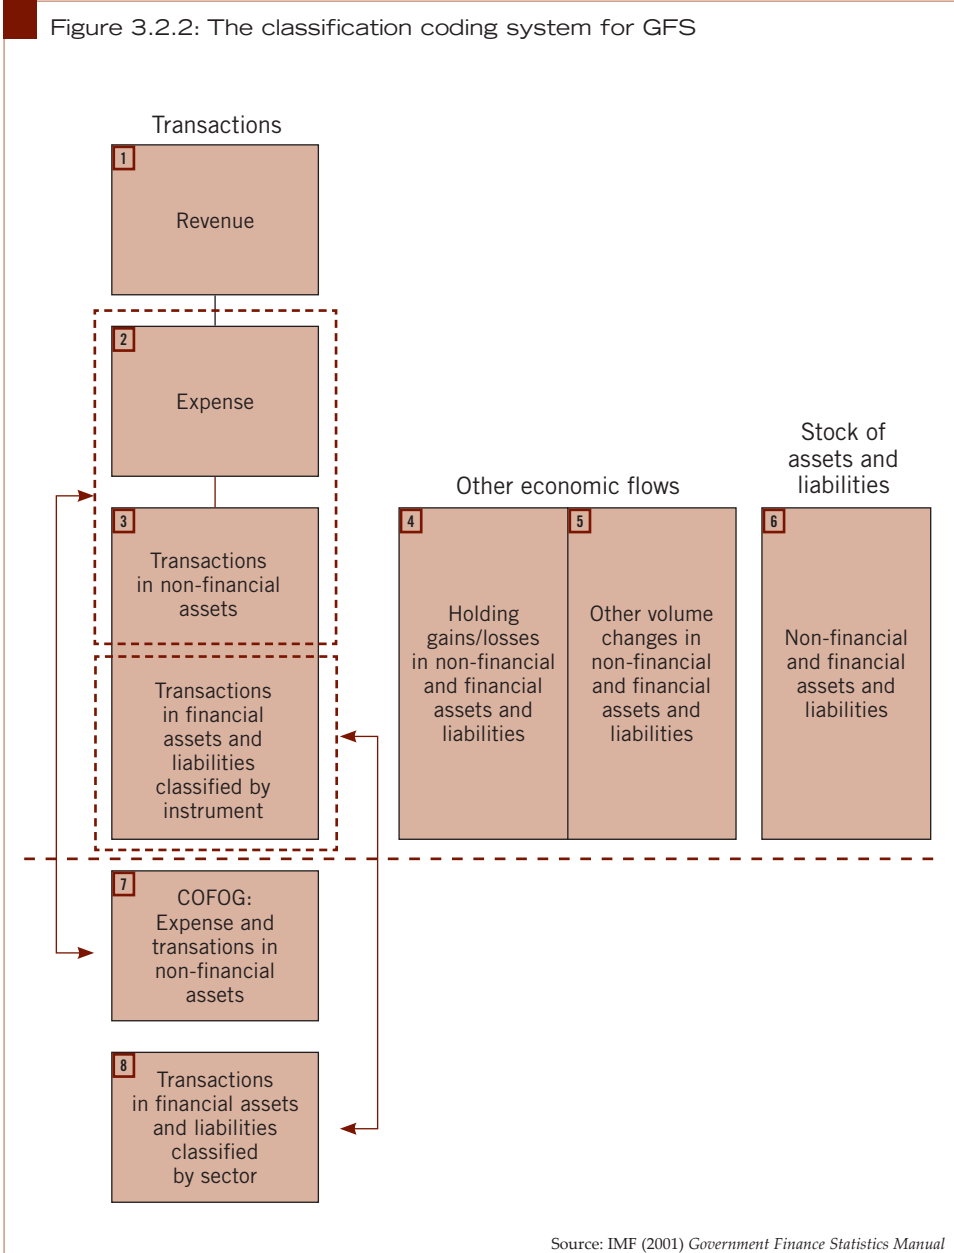 Figure 3.2.2: The classification coding system for GFS
Transactions
1
Revenue
2
Expense
3
Transactions
in non-financial
assets
Transactions
in financial
assets and
liabilities
classified by
instrument
Other economic flows
4
Holding
gains/losses
in non-financial
and financial
assets and
liabilities
5
Other volume
changes in
non-financial
and financial
assets and
liabilities
Stock of
assets and
liabilities
6
Non-financial
and financial
assets and
liabilities
7
COFOG:
Expense and
transations in
non-financial
assets
8
Transactions
in financial assets
and liabilities
classified
by sector
Source: IMF (2001) Government Finance Statistics Manual